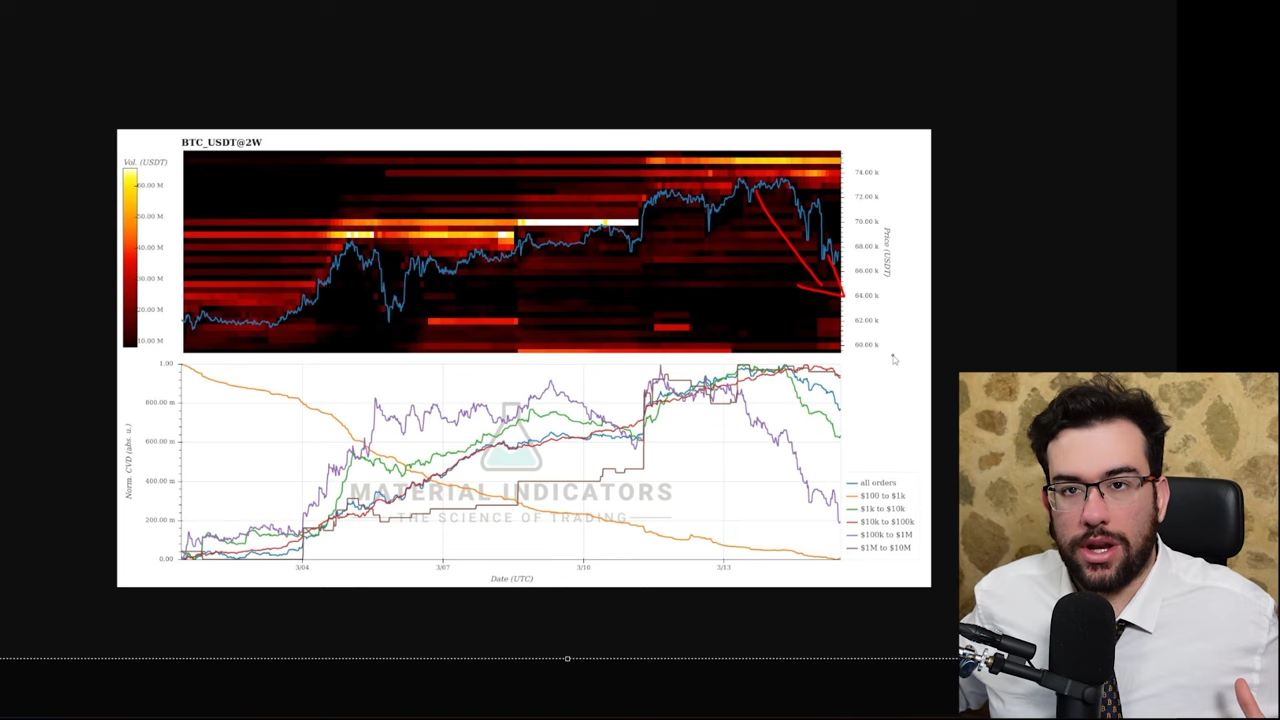 BTC_USDT@2W
Vol. (USDT)
60.00 M
50.00 M
40.00 M
30.00 M
20.00 M
10.00 M
74.00 k
72.00 k
70.00 k
68.00 k
66.00 k
64.00 k
62.00 k
60.00 k
Price (USDT)
1.00
800.00 m
600.00 m
400.00 m
200.00 m
0.00
Norm. CVD (abs. u.)
MATERIAL INDICATORS
THE SCIENCE OF TRADING
all orders
$100 to $1k
$1k to $10k
$10k to $100k
$100k to $1M
$1M to $10M
3/04
3/07
3/10
3/13
Date (UTC)